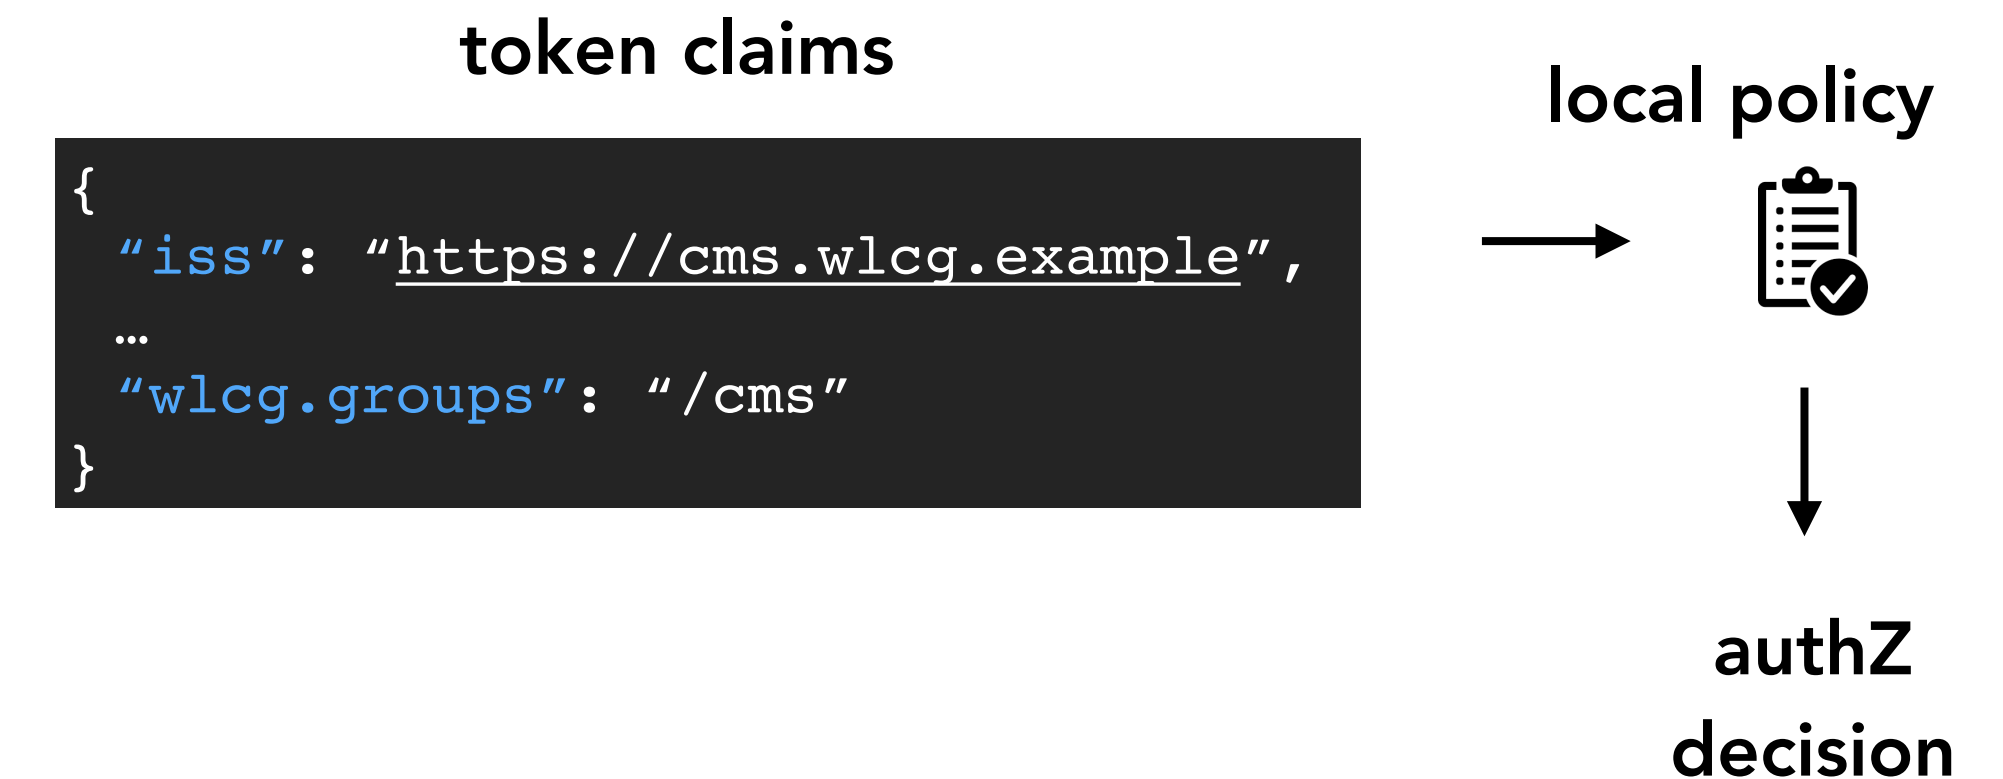 token claims
local policy
{
“iss”: “https://cms.wlcg.example”,
…
“wlcg.groups”: “/cms”
}
authZ
decision